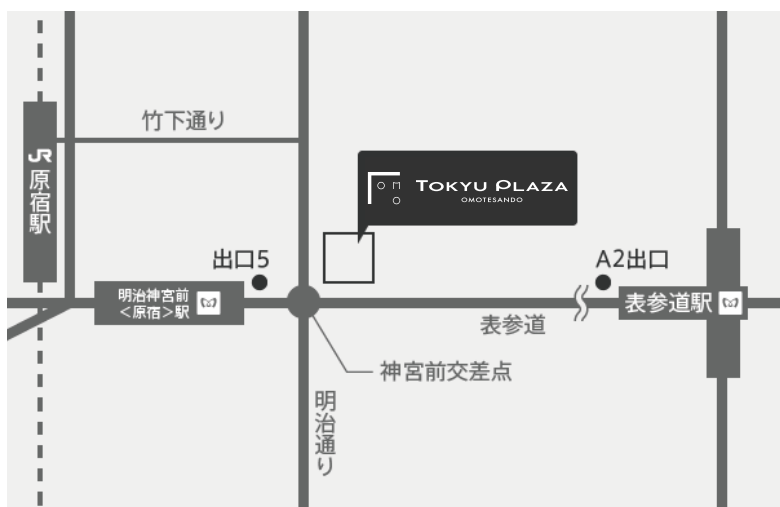 竹下通り
JR
原宿駅
OMO
TOKYU PLAZA
OMOTESANDO
出口5
A2出口
明治神宮前
<原宿>駅
表参道駅
表参道
神宮前交差点
明治通り